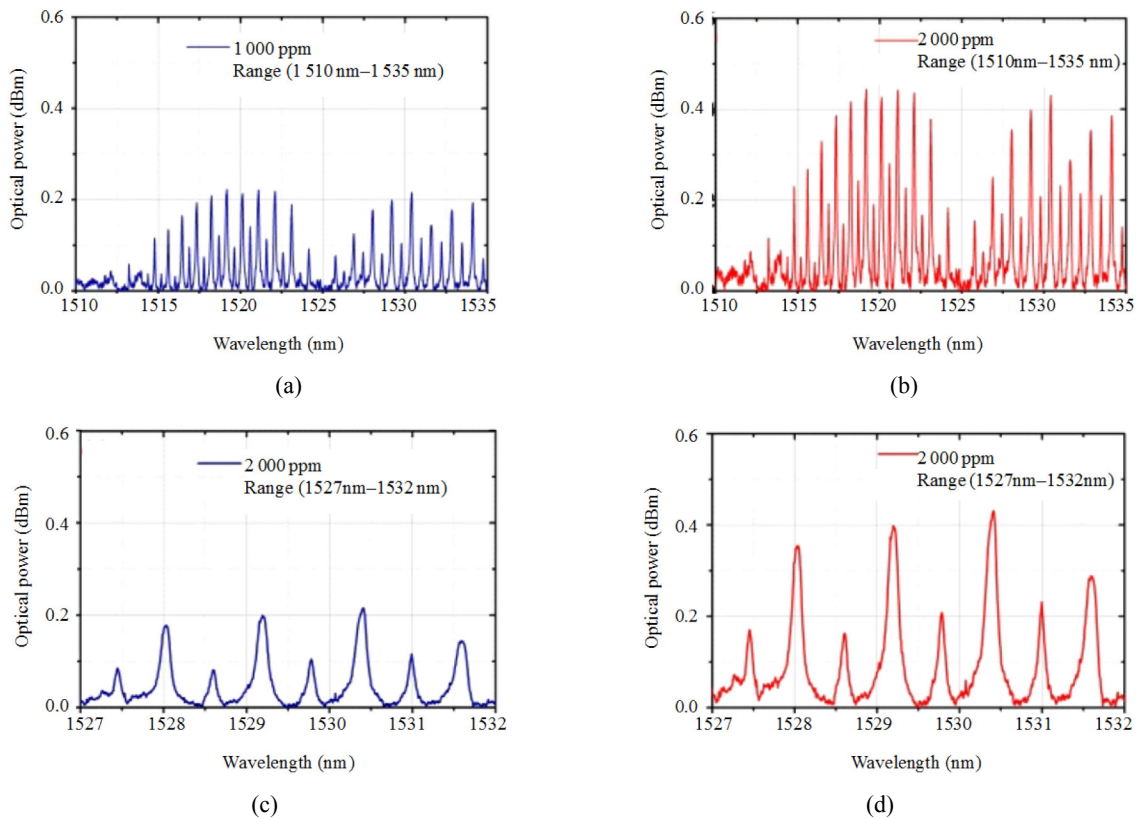 0.6
0.4
0.2
0.0
Optical power (dBm)
1 000 ppm
Range (1 510 nm–1 535 nm)
1510 1515 1520 1525 1530 1535
Wavelength (nm)
(a)
0.6
0.4
0.2
0.0
Optical power (dBm)
2 000 ppm
Range (1510nm–1535 nm)
1510 1515 1520 1525 1530 1535
Wavelength (nm)
(b)
0.6
0.4
0.2
0.0
Optical power (dBm)
2 000 ppm
Range (1527nm–1532 nm)
1527 1528 1529 1530 1531 1532
Wavelength (nm)
(c)
0.6
0.4
0.2
0.0
Optical power (dBm)
2 000 ppm
Range (1527nm–1532nm)
1527 1528 1529 1530 1531 1532
Wavelength (nm)
(d)